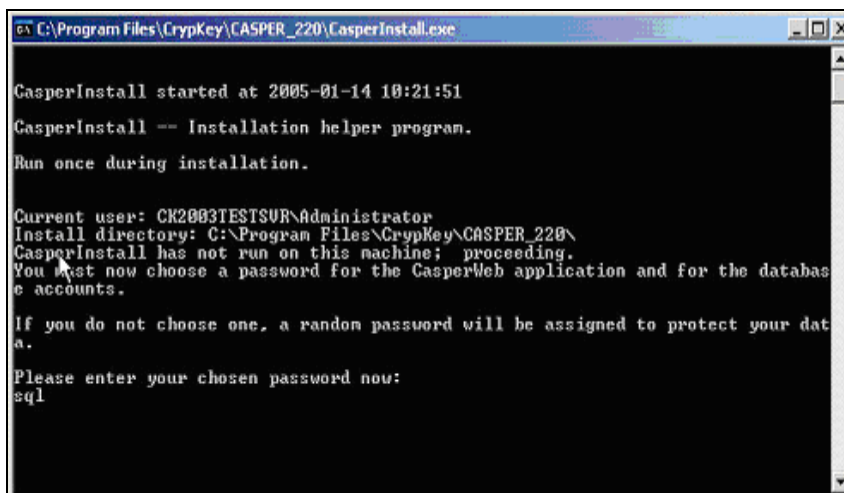 C:\Program Files\CrypKey\CASPER_220\CasperInstall.exe
CasperInstall started at 2005-01-14 10:21:51
CasperInstall -- Installation helper program.
Run once during installation.
Current user: CK2003TESTSVR\Administrator
Install directory: C:\Program Files\CrypKey\CASPER_220\
CasperInstall has not run on this machine;  proceeding.
You must now choose a password for the CasperWeb application and for the databas
e accounts.
If you do not choose one, a random password will be assigned to protect your dat
a.
Please enter your chosen password now:
sql